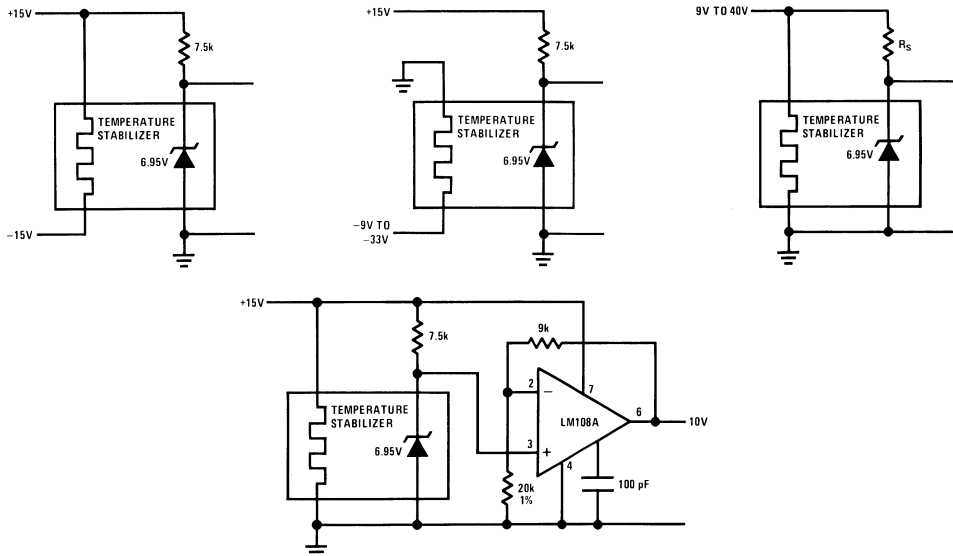 +15V
7.5k
TEMPERATURE
STABILIZER
6.95V
−15V
+15V
7.5k
TEMPERATURE
STABILIZER
6.95V
−9V TO
−33V
9V TO 40V
RS
TEMPERATURE
STABILIZER
6.95V
+15V
7.5k
TEMPERATURE
STABILIZER
6.95V
9k
2
−
7
LM108A
6
10V
3
+
4
20k
1%
100 pF